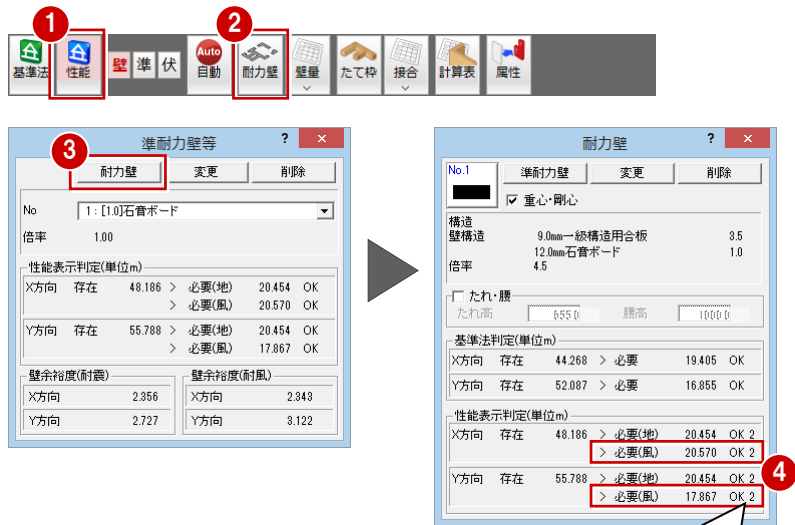 1 2
基準法 性能 壁 準 伏 Auto 自動 耐力壁 壁量 たて枠 接合 計算表 属性
準耐力壁等 ? ×
3
耐力壁 変更 削除
No 1 : [1.0]石膏ボード
倍率 1.00
性能表示判定(単位m)
X方向 存在 48.186 > 必要(地) 20.454 OK
> 必要(風) 20.570 OK
Y方向 存在 55.788 > 必要(地) 20.454 OK
> 必要(風) 17.867 OK
壁余裕度(耐震) 壁余裕度(耐風)
X方向 2.356 X方向 2.343
Y方向 2.727 Y方向 3.122
耐力壁 ? ×
No.1 準耐力壁 変更 削除
重心・剛心
構造
壁構造 9.0mm一級構造用合板 3.5
12.0mm石膏ボード 1.0
倍率 4.5
たれ・腰
たれ高 655.0 腰高 1000.0
基準法判定(単位m)
X方向 存在 44.268 > 必要 19.405 OK
Y方向 存在 52.087 > 必要 16.855 OK
性能表示判定(単位m)
X方向 存在 48.186 > 必要(地) 20.454 OK 2
> 必要(風) 20.570 OK 2
4
Y方向 存在 55.788 > 必要(地) 20.454 OK 2
> 必要(風) 17.867 OK 2